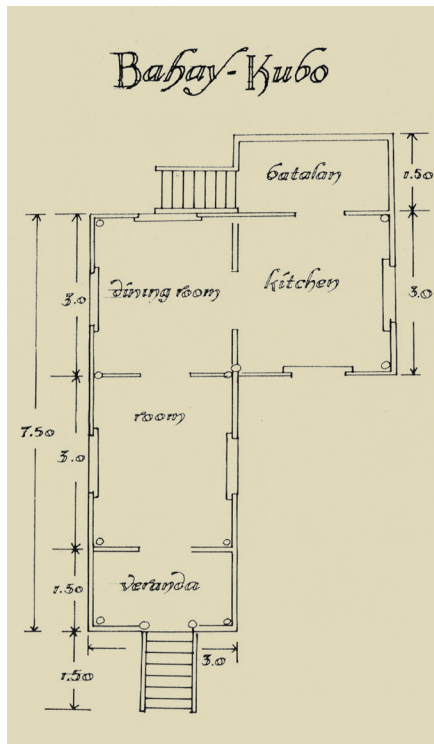 Bahay-Kubo
batalan
1.50
dining room
kitchen
3.0
3.0
room
7.50
3.0
veranda
1.50
3.0
1.50